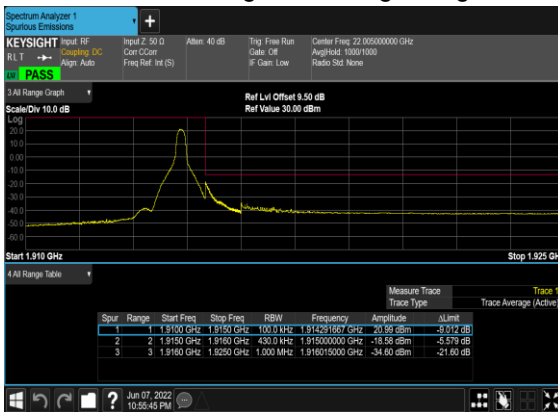 Spectrum Analyzer 1
Spurious Emissions
KEYSIGHT
RLT
LW PASS
Input: RF
Coupling: DC
Align: Auto
Input Z: 50 Ω
Corr CCorr
Freq Ref: Int (S)
Atten: 40 dB
Trig: Free Run
Gate: Off
IF Gain: Low
Center Freq: 22.005000000 GHz
Avg|Hold: 1000/1000
Radio Std: None
3 All Range Graph
Scale/Div 10.0 dB
Ref Lvl Offset 9.50 dB
Ref Value 30.00 dBm
Log
20.0
10.0
0.00
-10.0
-20.0
-30.0
-40.0
-50.0
-60.0
Start 1.910 GHz
Stop 1.925 GH
4 All Range Table
Measure Trace Trace 1
Trace Type Trace Average (Active)
Spur Range Start Freq Stop Freq RBW Frequency Amplitude ΔLimit
1 1 1.9100 GHz 1.9150 GHz 100.0 kHz 1.914291667 GHz 20.99 dBm -9.012 dB
2 2 1.9150 GHz 1.9160 GHz 430.0 kHz 1.915000000 GHz -18.58 dBm -5.579 dB
3 3 1.9160 GHz 1.9250 GHz 1.000 MHz 1.916015000 GHz -34.60 dBm -21.60 dB
?
Jun 07, 2022
10:55:45 PM